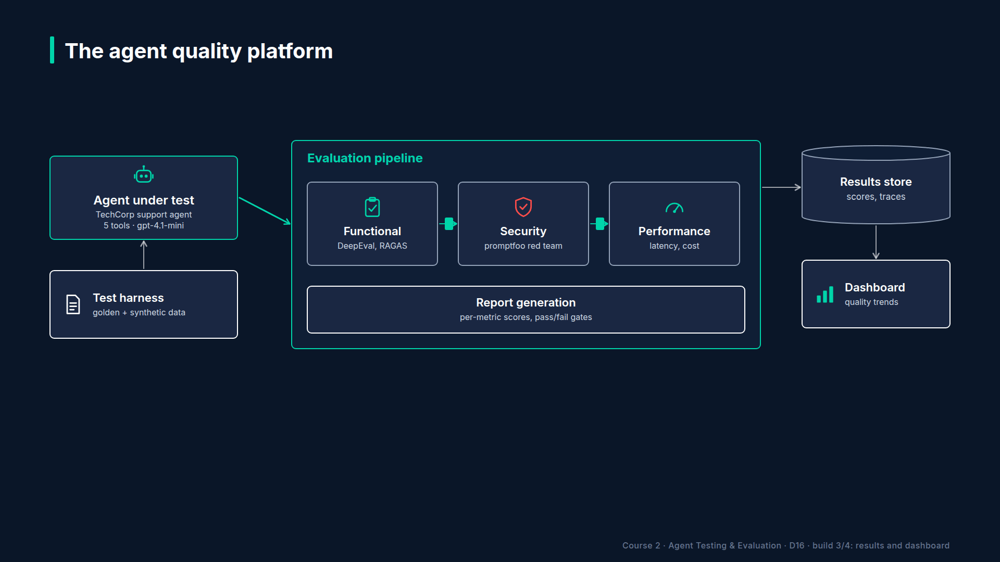 The agent quality platform
Agent under test
TechCorp support agent
5 tools · gpt-4.1-mini
Test harness
golden + synthetic data
Evaluation pipeline
Functional
DeepEval, RAGAS
Security
promptfoo red team
Performance
latency, cost
Report generation
per-metric scores, pass/fail gates
Results store
scores, traces
Dashboard
quality trends
Course 2 · Agent Testing & Evaluation · D16 · build 3/4: results and dashboard